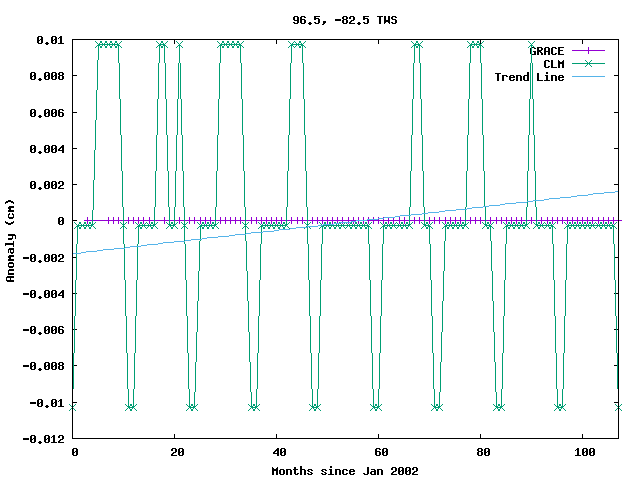 96.5, -82.5 TWS
GRACE
CLM
Trend Line
0.01
0.008
0.006
0.004
0.002
0
-0.002
-0.004
-0.006
-0.008
-0.01
-0.012
Anomaly (cm)
0 20 40 60 80 100
Months since Jan 2002